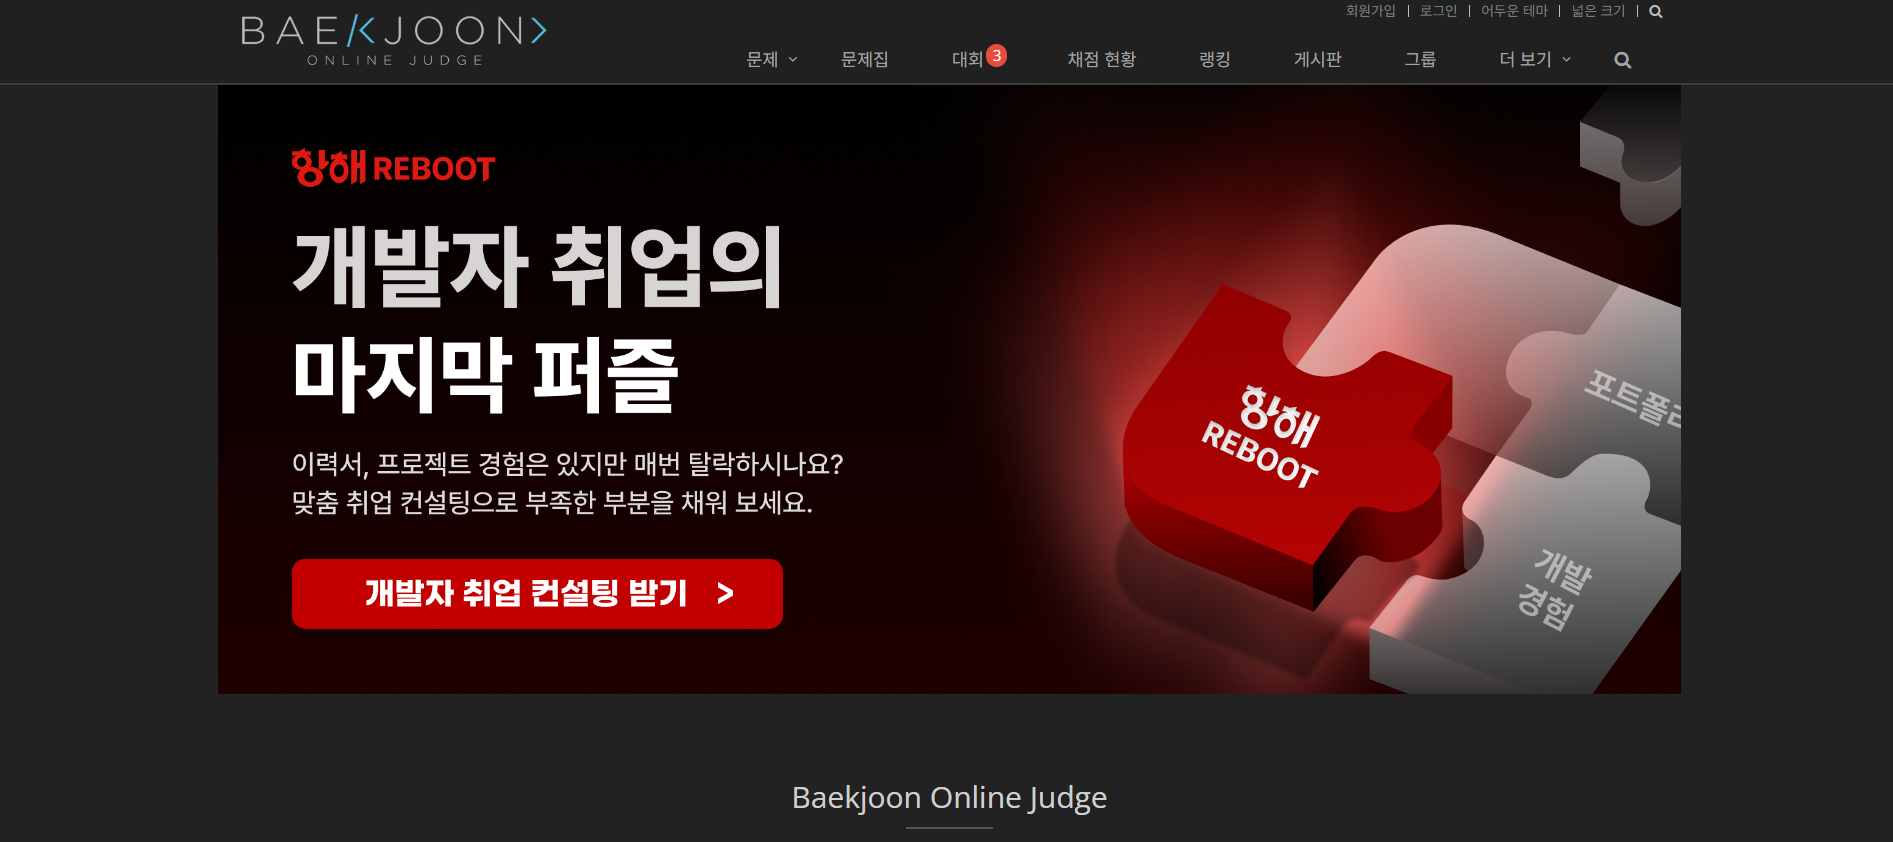 회원가입 | 로그인 | 어두운 테마 | 넓은 크기 |
BAEKJOON>
ONLINE JUDGE
문제 문제집 대회 3 채점 현황 랭킹 게시판 그룹 더 보기
항해 REBOOT
개발자 취업의
마지막 퍼즐
이력서, 프로젝트 경험은 있지만 매번 탈락하시나요?
맞춤 취업 컨설팅으로 부족한 부분을 채워 보세요.
개발자 취업 컨설팅 받기 >
항해
REBOOT
포트폴
개발
경험
Baekjoon Online Judge